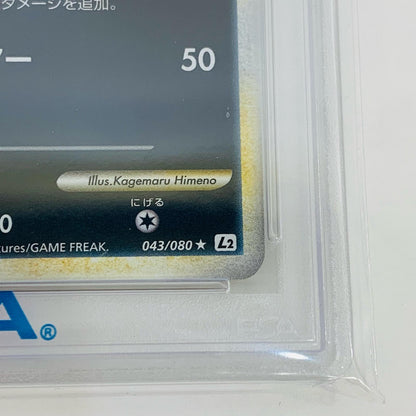 ダメージを追加。
ー 50
Illus.Kagemaru Himeno
にげる
0
tures/GAME FREAK. 043/080 ★ L2
A®